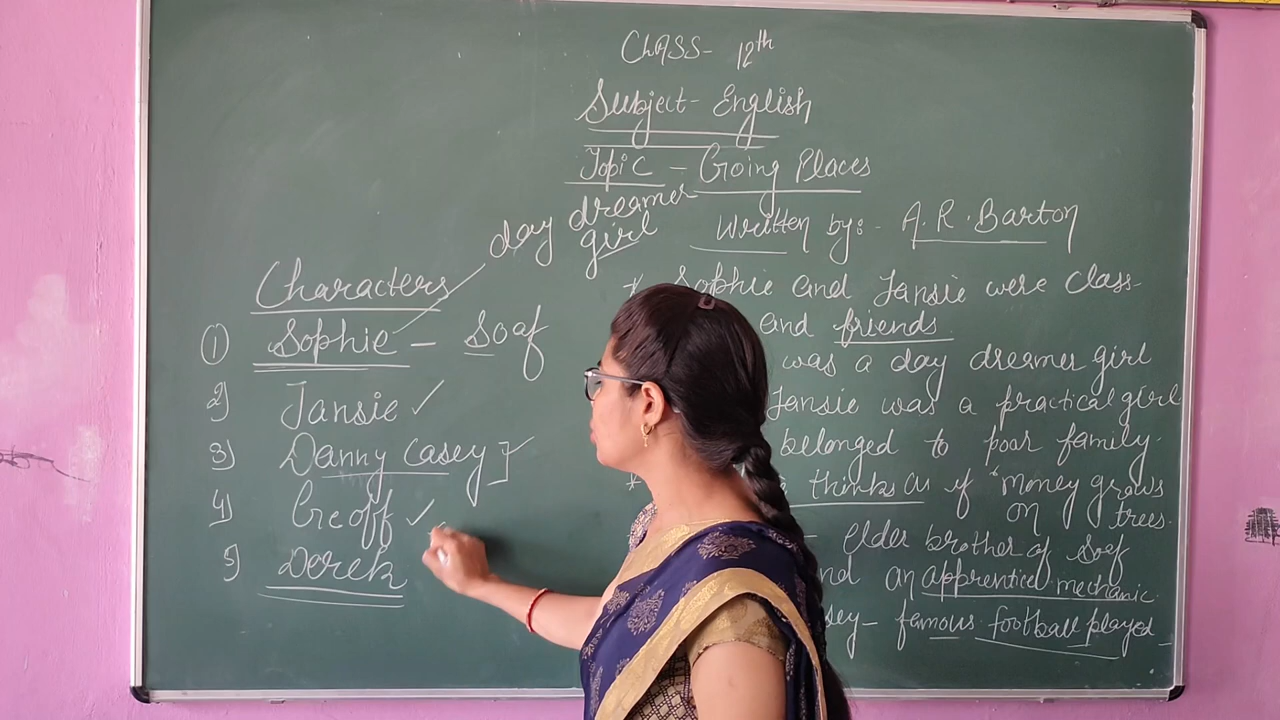 CLASS- 12th
Subject- English
Topic - Going Places
Written by:- A.R. Barton
day dreamer
girl
Characters
① Sophie - Soaf
2) Jansie ✓
3) Danny Casey ] ✓
4) Geoff ✓
5) Derek
* Sophie and Jansie were class-
and friends
was a day dreamer girl
Jansie was a practical girl
belonged to poor family.
* thinks as if "money grows
on trees.
- elder brother of Soef
and an apprentice mechanic.
sey- famous football played